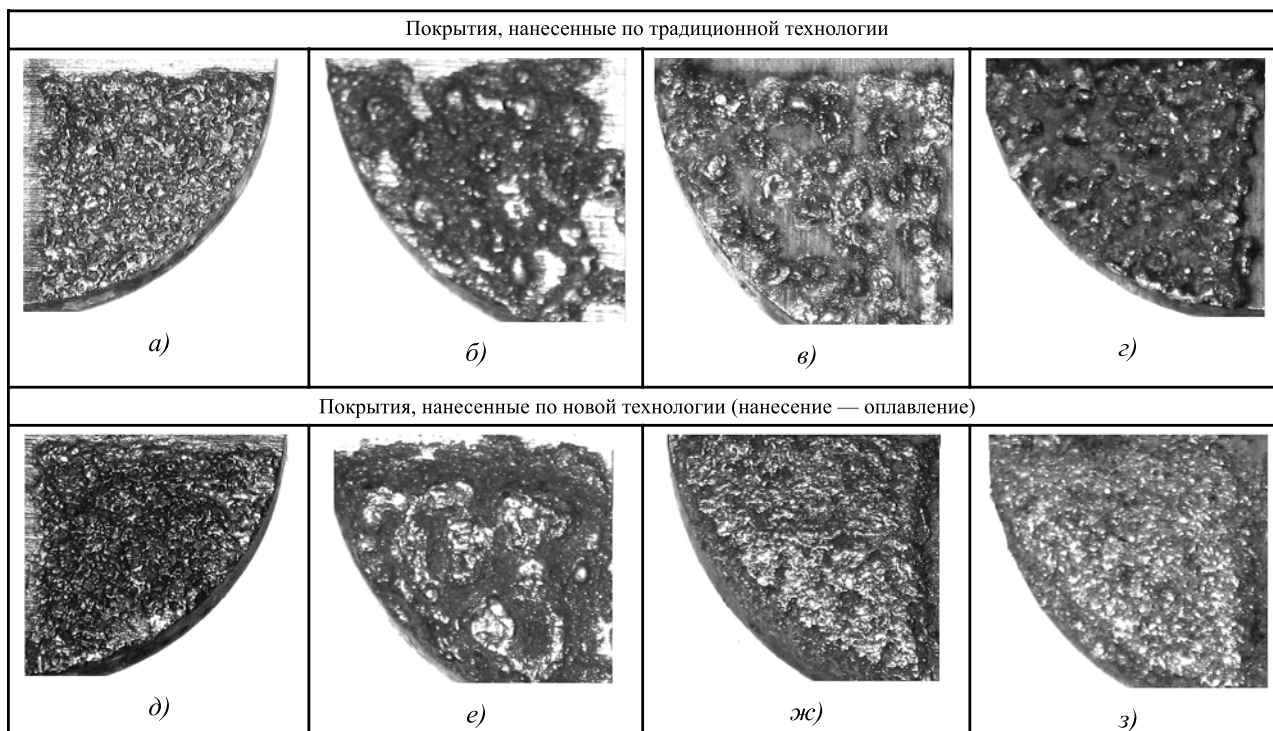 Покрытия, нанесенные по традиционной технологии
а) б) в) г)
Покрытия, нанесенные по новой технологии (нанесение — оплавление)
д) е) ж) з)